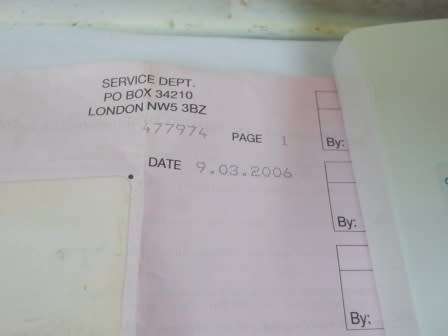 SERVICE DEPT.
PO BOX 34210
LONDON NW5 3BZ
477974 PAGE 1
By:
DATE 9.03.2006
By:
By: